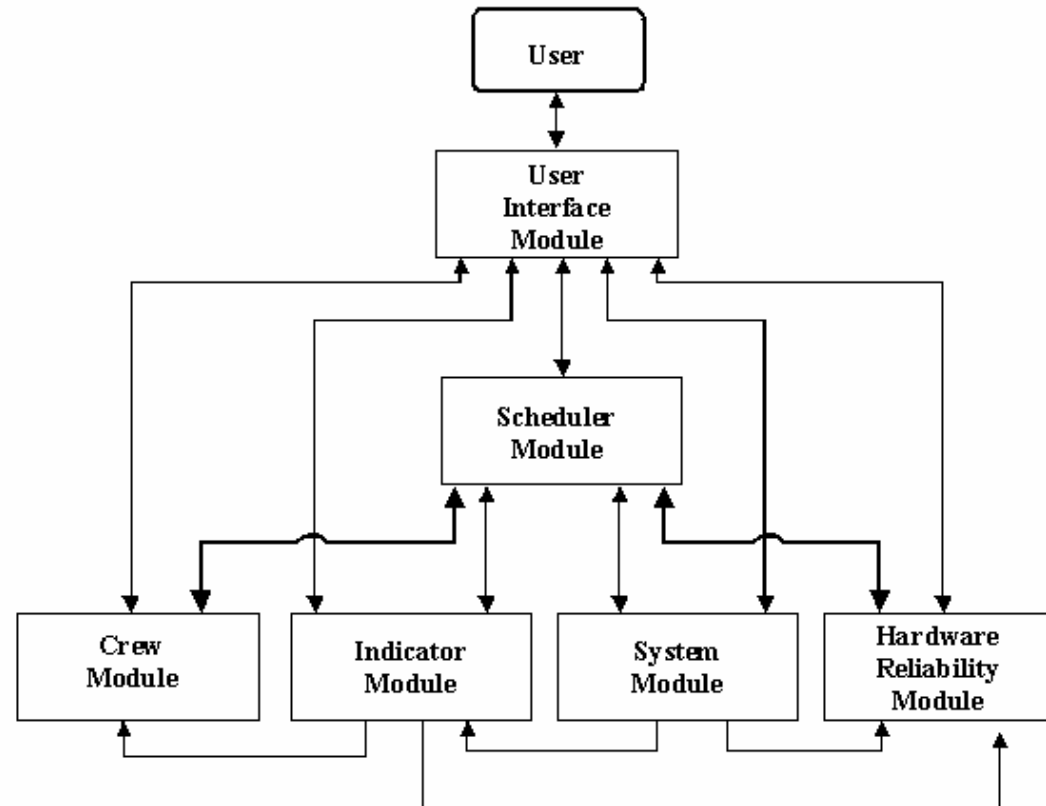 User
User
Interface
Module
Scheduler
Module
Crew
Module
Indicator
Module
System
Module
Hardware
Reliability
Module